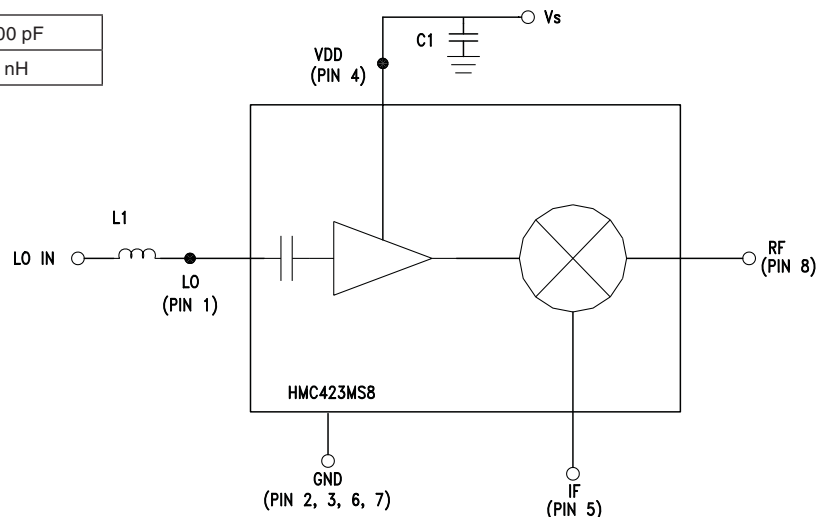 pF
nH
Vs
C1
VDD
(PIN 4)
L1
LO IN
LO
(PIN 1)
RF
(PIN 8)
HMC423MS8
GND
(PIN 2, 3, 6, 7)
IF
(PIN 5)